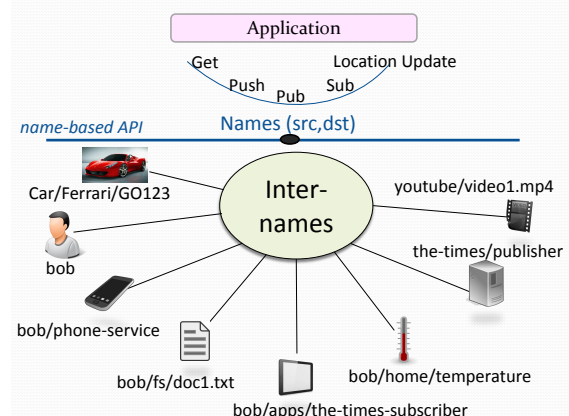 Application
Get
Location Update
Push
Sub
Pub
name-based API
Names (src,dst)
Car/Ferrari/GO123
Inter-
names
youtube/video1.mp4
bob
the-times/publisher
bob/phone-service
bob/fs/doc1.txt
bob/home/temperature
bob/apps/the-times-subscriber